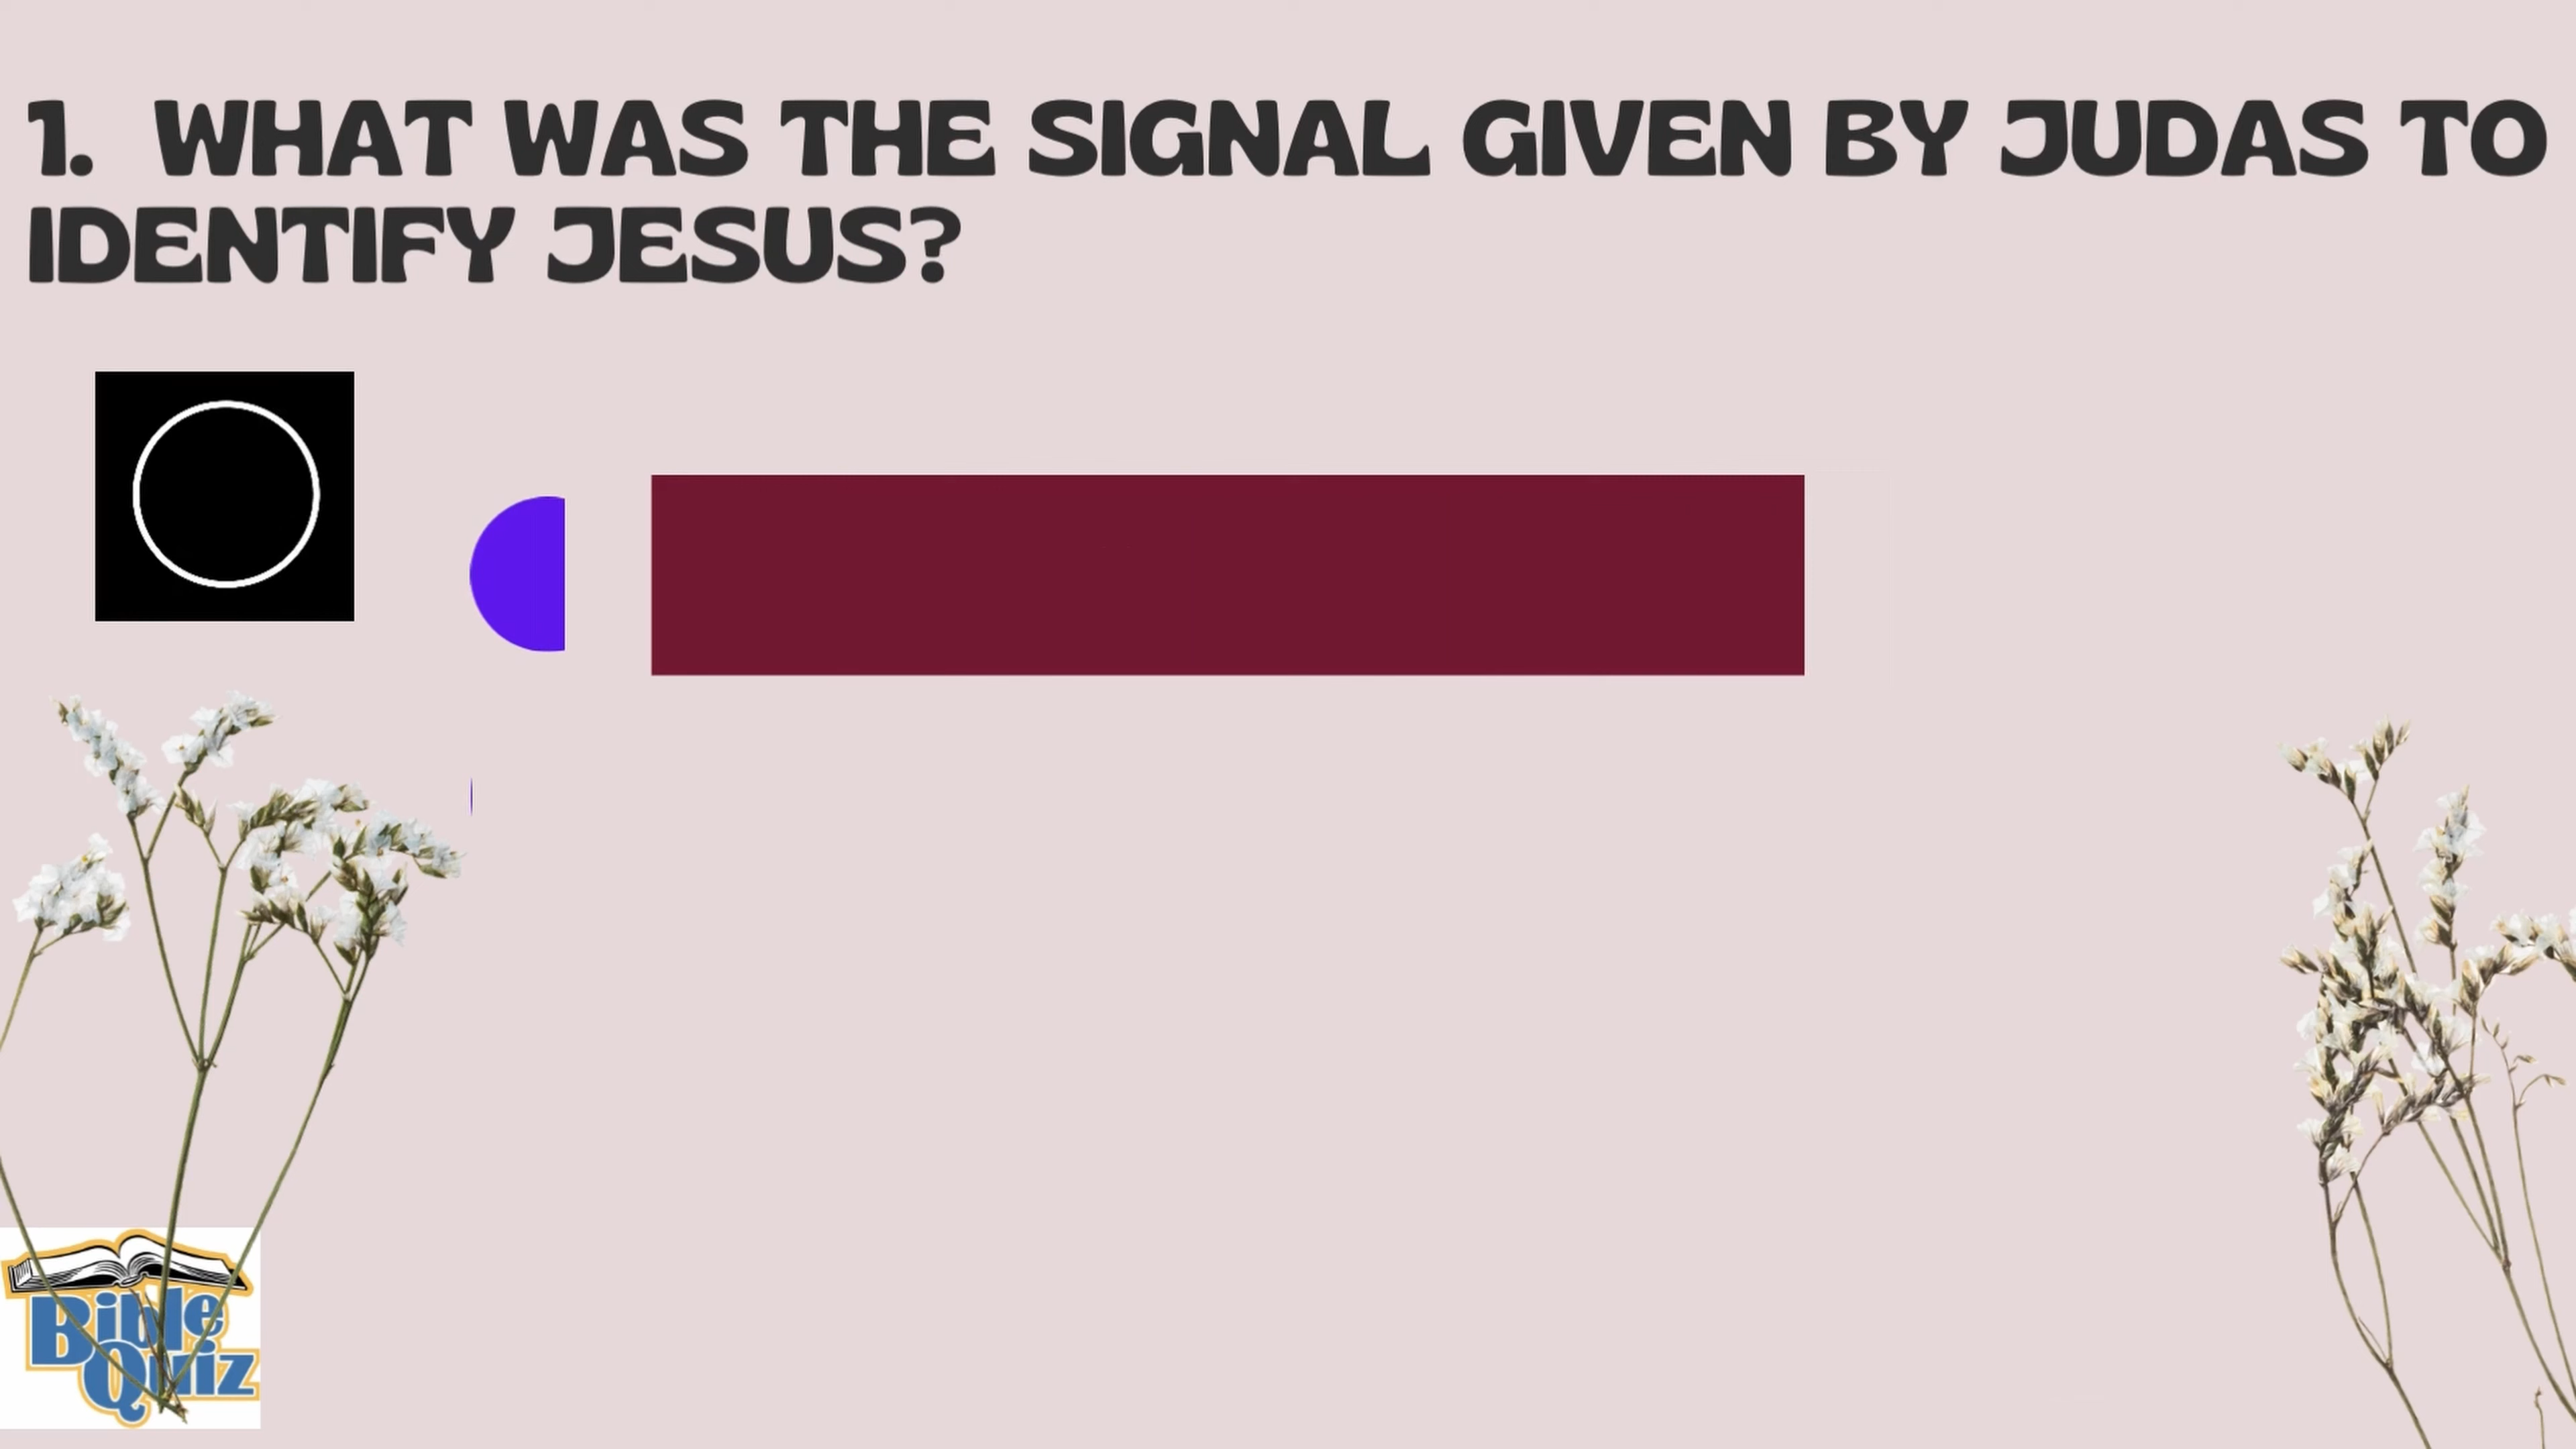 1. WHAT WAS THE SIGNAL GIVEN BY JUDAS TO
IDENTIFY JESUS?
Bible
Quiz